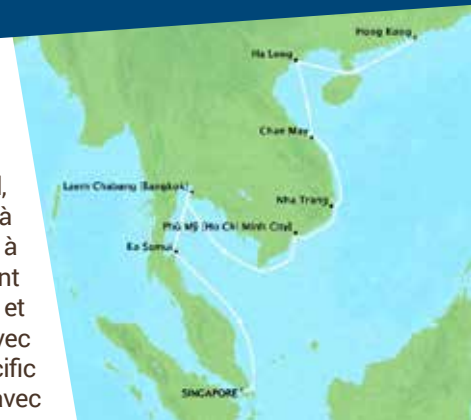 Hong Kong
Ha Long
Chan May
Laem Chabang (Bangkok)
Nha Trang
Phú Mỹ (Ho Chi Minh City)
Ko Samui
SINGAPORE
à
à
nt
et
vec
cific
avec